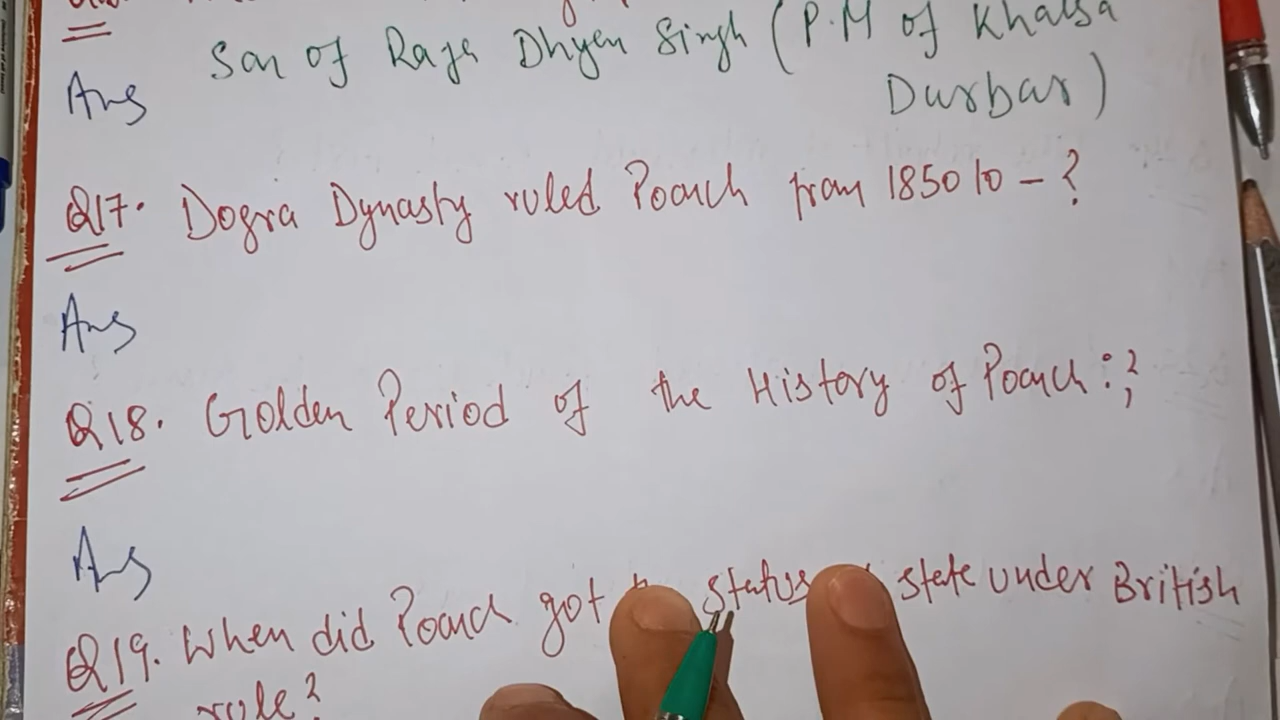 Son of Raja Dhyan Singh (P.M of Khalsa
Durbar)
Ans
Q17. Dogra Dynasty ruled Poonch from 1850 to - ?
Ans
Q18. Golden Period of the History of Poonch : ?
Ans
Q19. When did Poonch got status state under British
rule?